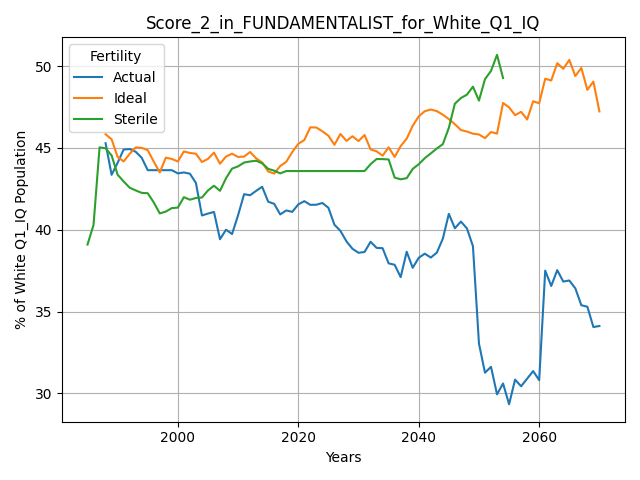 Score_2_in_FUNDAMENTALIST_for_White_Q1_IQ
Fertility
Actual
Ideal
Sterile
% of White Q1_IQ Population
50
45
40
35
30
2000
2020
2040
2060
Years